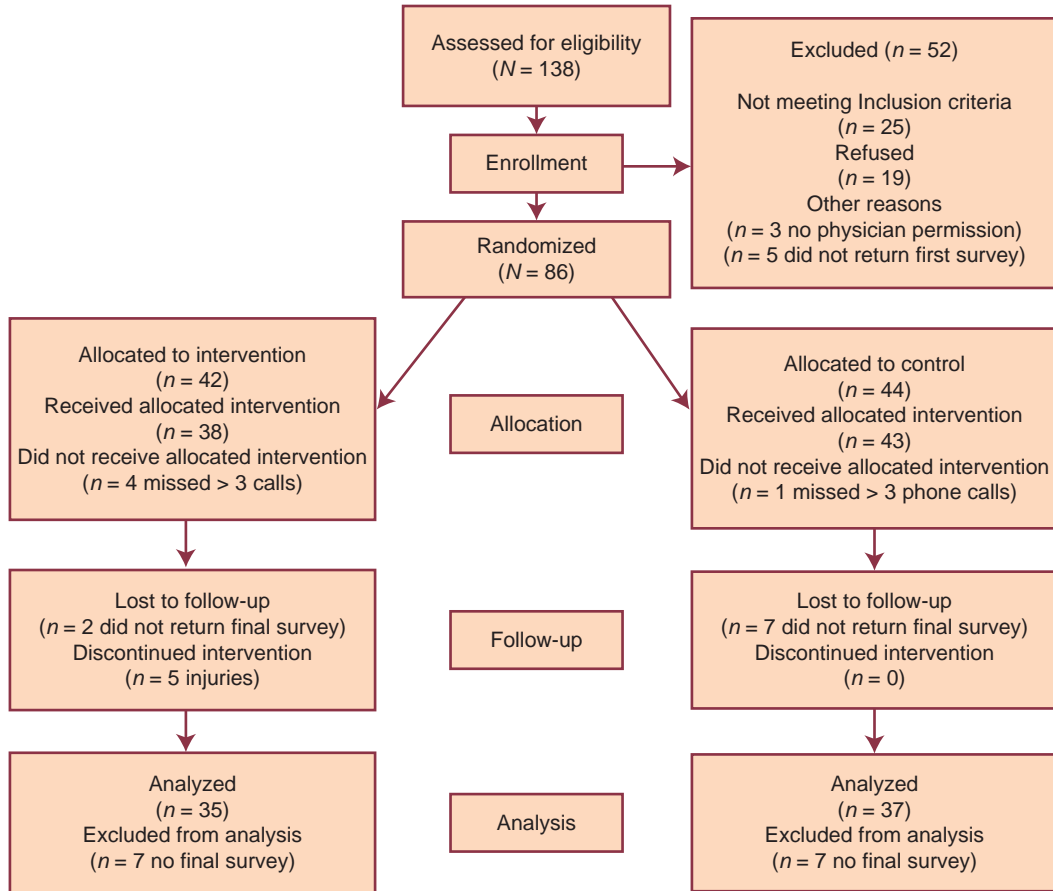 Assessed for eligibility
(N = 138)
Excluded (n = 52)
Not meeting Inclusion criteria
(n = 25)
Refused
(n = 19)
Other reasons
(n = 3 no physician permission)
(n = 5 did not return first survey)
Enrollment
Randomized
(N = 86)
Allocated to intervention
(n = 42)
Received allocated intervention
(n = 38)
Did not receive allocated intervention
(n = 4 missed > 3 calls)
Allocation
Allocated to control
(n = 44)
Received allocated intervention
(n = 43)
Did not receive allocated intervention
(n = 1 missed > 3 phone calls)
Lost to follow-up
(n = 2 did not return final survey)
Discontinued intervention
(n = 5 injuries)
Follow-up
Lost to follow-up
(n = 7 did not return final survey)
Discontinued intervention
(n = 0)
Analyzed
(n = 35)
Excluded from analysis
(n = 7 no final survey)
Analysis
Analyzed
(n = 37)
Excluded from analysis
(n = 7 no final survey)